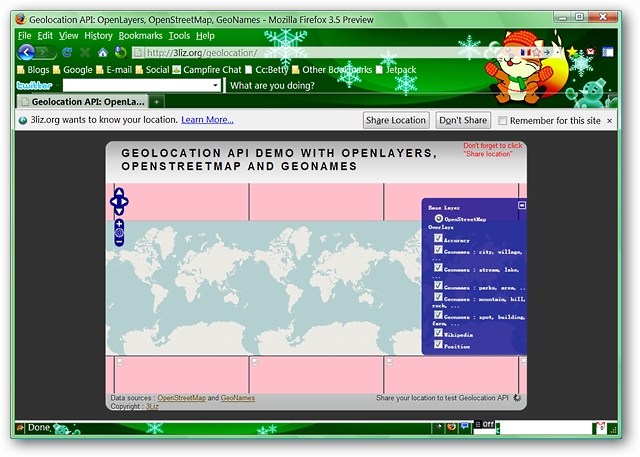 Geolocation API: OpenLayers, OpenStreetMap, GeoNames - Mozilla Firefox 3.5 Preview
File Edit View History Bookmarks Tools Help
http://3liz.org/geolocation/
Blogs Google E-mail Social Campfire Chat Cc:Betty Other Bookmarks Jetpack
twitter What are you doing?
Geolocation API: OpenLa...
3liz.org wants to know your location. Learn More... Share Location Don't Share Remember for this site
Don't forget to click
"Share location"
GEOLOCATION API DEMO WITH OPENLAYERS,
OPENSTREETMAP AND GEONAMES
Base Layer
OpenStreetMap
Overlays
Accuracy
Geonames : city, village,
...
Geonames : stream, lake,
...
Geonames : parks, area, ...
Geonames : mountain, hill,
rock, ...
Geonames : spot, building,
farm, ...
Wikipedia
Position
Data sources : OpenStreetMap and GeoNames
Share your location to test Geolocation API
Copyright : 3Liz
Done, Off